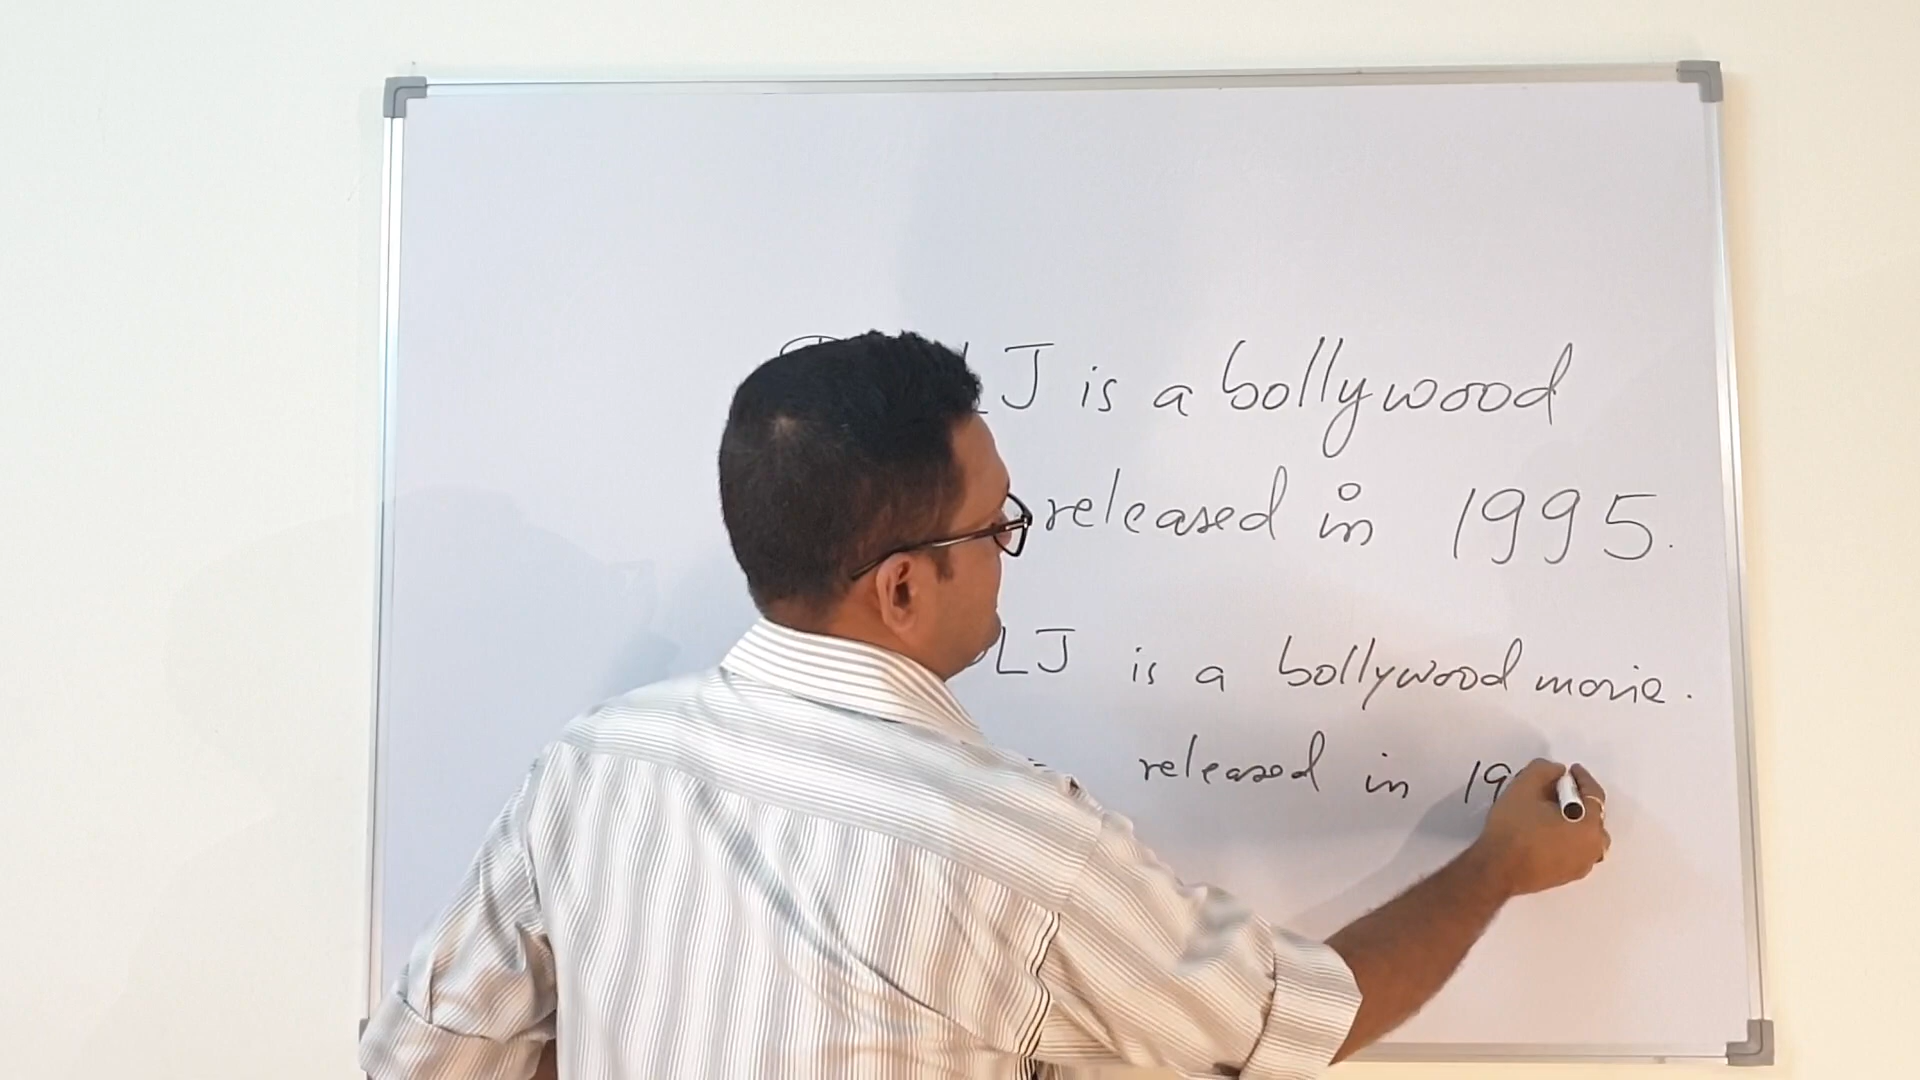 LJ is a bollywood
released in 1995.
LJ is a bollywood movie.
released in 19